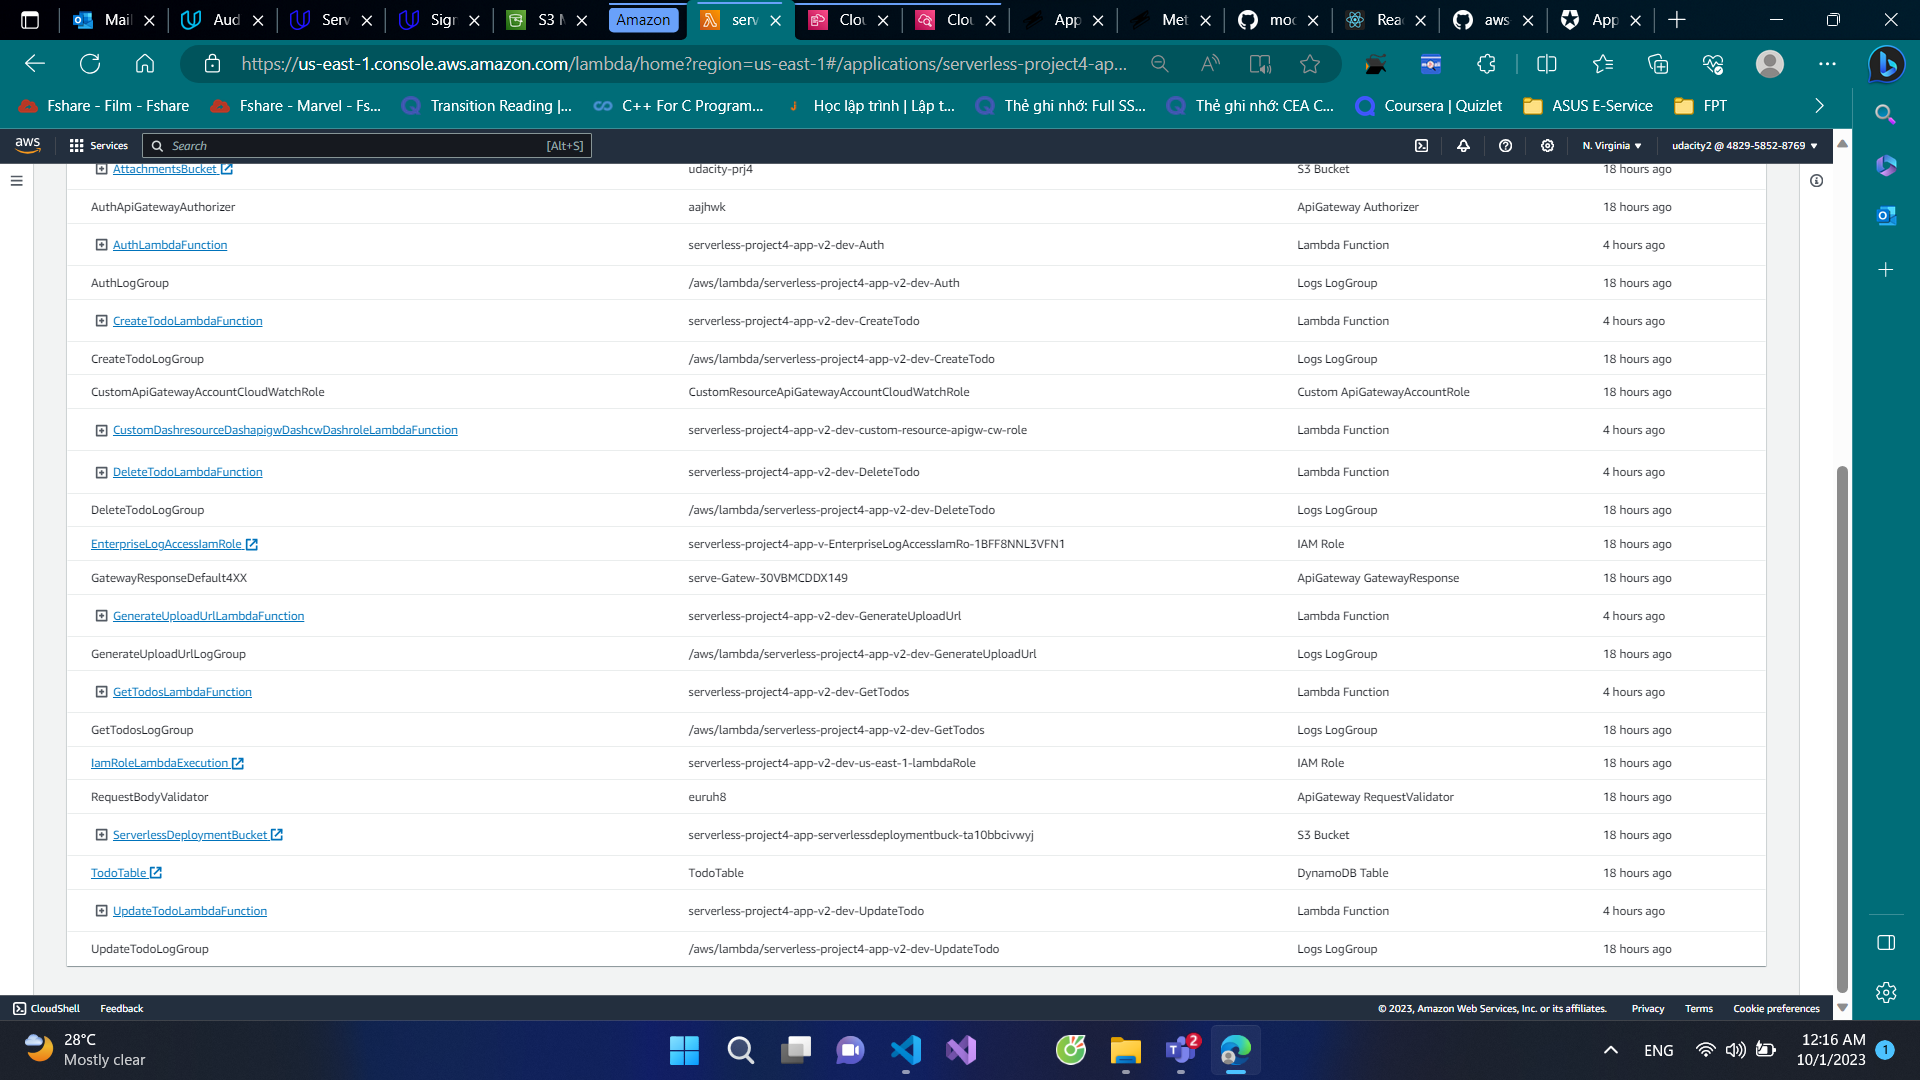 Mail
Aud
Serv
Sign
S3 M
Amazon
serv
Clou
Clou
App
Met
moc
Reac
aws
App
https://us-east-1.console.aws.amazon.com/lambda/home?region=us-east-1#/applications/serverless-project4-ap...
Fshare - Film - Fshare
Fshare - Marvel - Fs...
Transition Reading |...
C++ For C Program...
Học lập trình | Lập t...
Thẻ ghi nhớ: Full SS...
Thẻ ghi nhớ: CEA C...
Coursera | Quizlet
ASUS E-Service
FPT
aws
Services
Search
[Alt+S]
N. Virginia
udacity2 @ 4829-5852-8769
AttachmentsBucket udacity-prj4 S3 Bucket 18 hours ago
AuthApiGatewayAuthorizer aajhwk ApiGateway Authorizer 18 hours ago
AuthLambdaFunction serverless-project4-app-v2-dev-Auth Lambda Function 4 hours ago
AuthLogGroup /aws/lambda/serverless-project4-app-v2-dev-Auth Logs LogGroup 18 hours ago
CreateTodoLambdaFunction serverless-project4-app-v2-dev-CreateTodo Lambda Function 4 hours ago
CreateTodoLogGroup /aws/lambda/serverless-project4-app-v2-dev-CreateTodo Logs LogGroup 18 hours ago
CustomApiGatewayAccountCloudWatchRole CustomResourceApiGatewayAccountCloudWatchRole Custom ApiGatewayAccountRole 18 hours ago
CustomDashresourceDashapigwDashcwDashroleLambdaFunction serverless-project4-app-v2-dev-custom-resource-apigw-cw-role Lambda Function 4 hours ago
DeleteTodoLambdaFunction serverless-project4-app-v2-dev-DeleteTodo Lambda Function 4 hours ago
DeleteTodoLogGroup /aws/lambda/serverless-project4-app-v2-dev-DeleteTodo Logs LogGroup 18 hours ago
EnterpriseLogAccessIamRole serverless-project4-app-v-EnterpriseLogAccessIamRo-1BFF8NNL3VFN1 IAM Role 18 hours ago
GatewayResponseDefault4XX serve-Gatew-30VBMCDDX149 ApiGateway GatewayResponse 18 hours ago
GenerateUploadUrlLambdaFunction serverless-project4-app-v2-dev-GenerateUploadUrl Lambda Function 4 hours ago
GenerateUploadUrlLogGroup /aws/lambda/serverless-project4-app-v2-dev-GenerateUploadUrl Logs LogGroup 18 hours ago
GetTodosLambdaFunction serverless-project4-app-v2-dev-GetTodos Lambda Function 4 hours ago
GetTodosLogGroup /aws/lambda/serverless-project4-app-v2-dev-GetTodos Logs LogGroup 18 hours ago
IamRoleLambdaExecution serverless-project4-app-v2-dev-us-east-1-lambdaRole IAM Role 18 hours ago
RequestBodyValidator euruh8 ApiGateway RequestValidator 18 hours ago
ServerlessDeploymentBucket serverless-project4-app-serverlessdeploymentbuck-ta10bbcivwyj S3 Bucket 18 hours ago
TodoTable TodoTable DynamoDB Table 18 hours ago
UpdateTodoLambdaFunction serverless-project4-app-v2-dev-UpdateTodo Lambda Function 4 hours ago
UpdateTodoLogGroup /aws/lambda/serverless-project4-app-v2-dev-UpdateTodo Logs LogGroup 18 hours ago
CloudShell
Feedback
© 2023, Amazon Web Services, Inc. or its affiliates.
Privacy
Terms
Cookie preferences
28°C
Mostly clear
2
ENG
12:16 AM
10/1/2023
1